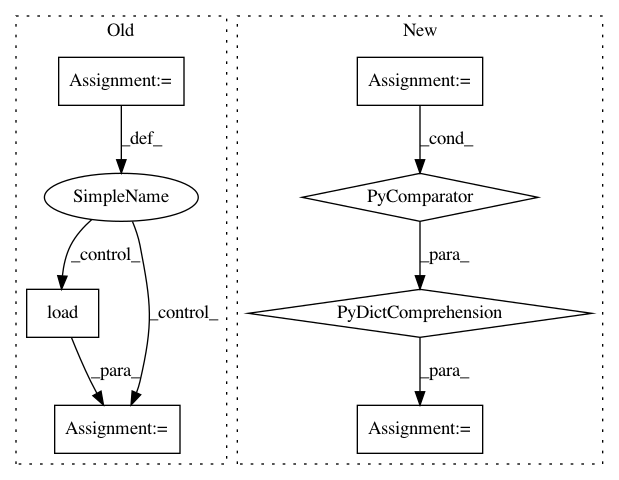 Old
New
Assignment:=
Assignment:=
_def_
_cond_
SimpleName
PyComparator
_control_
_para_
load
_control_
PyDictComprehension
_para_
_para_
Assignment:=
Assignment:=